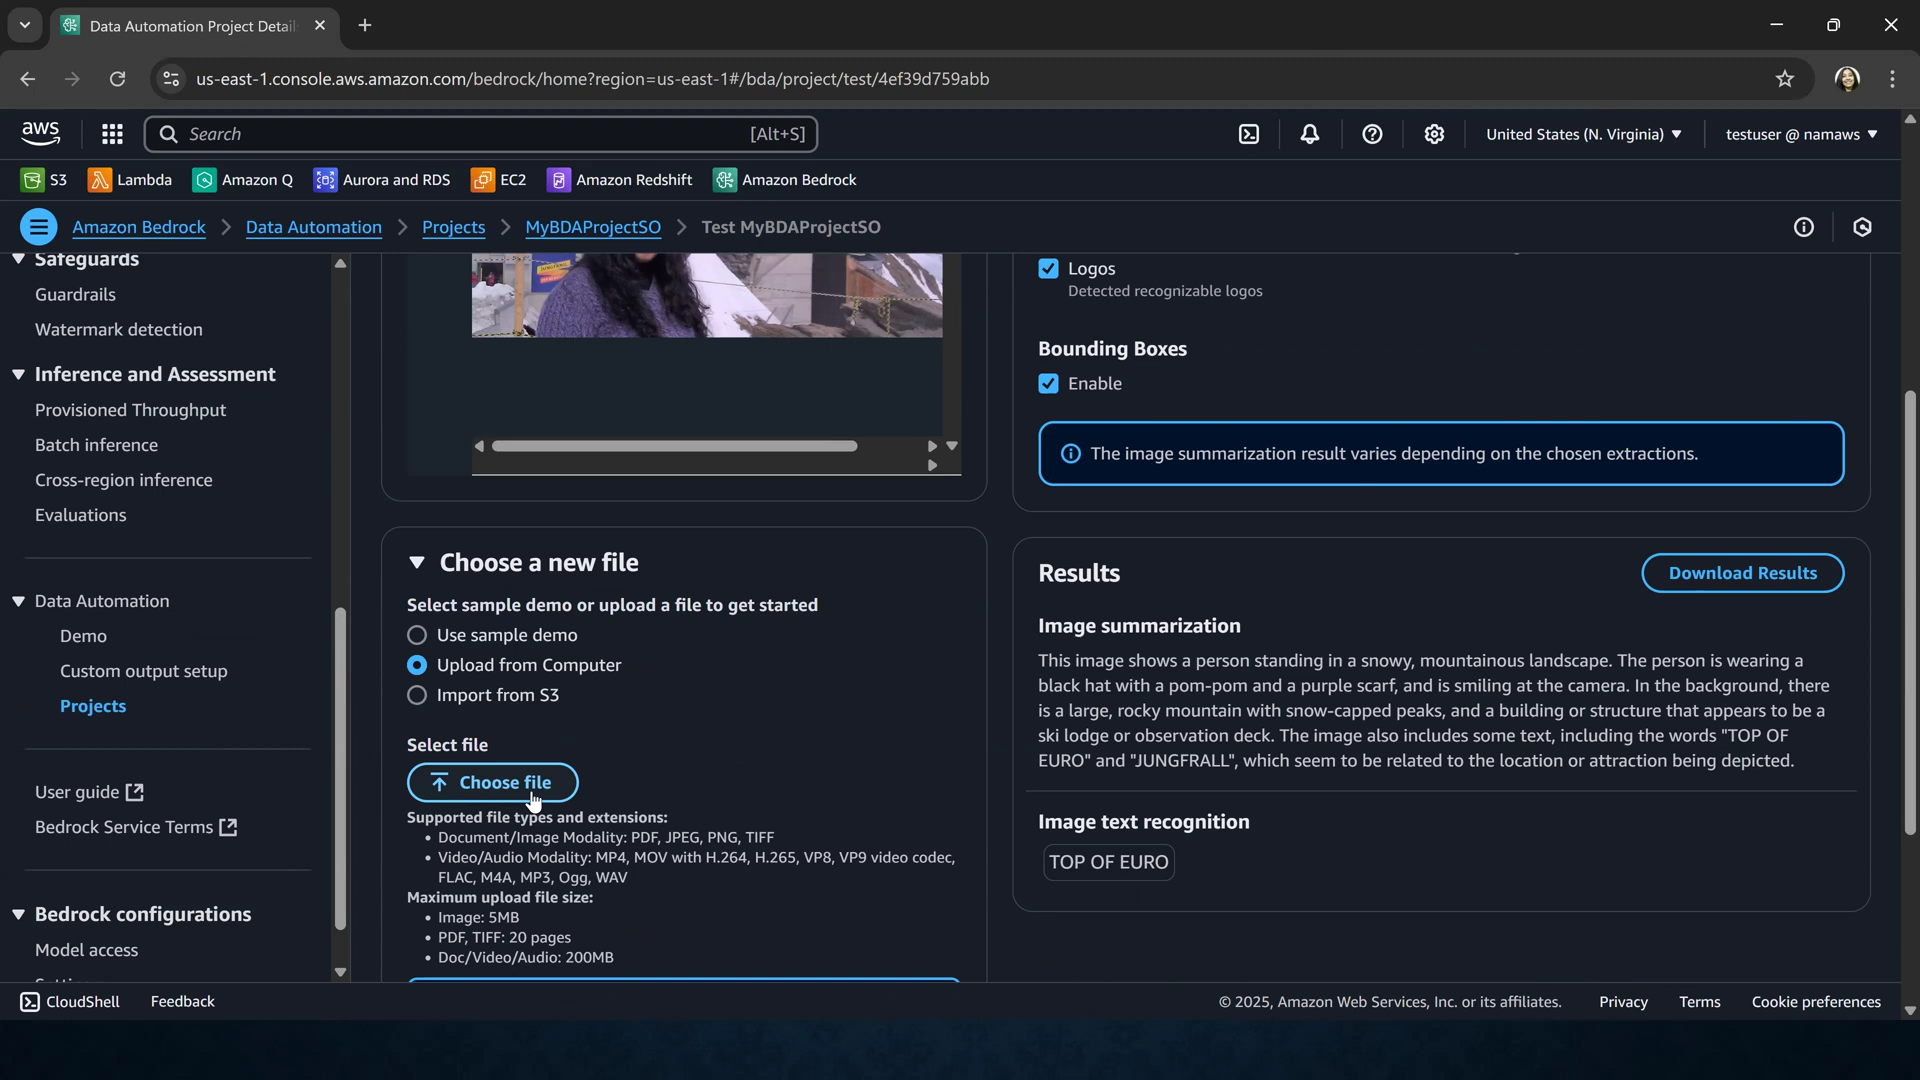 Data Automation Project Detail
us-east-1.console.aws.amazon.com/bedrock/home?region=us-east-1#/bda/project/test/4ef39d759abb
aws
Search
[Alt+S]
United States (N. Virginia)
testuser @ namaws
S3
Lambda
Amazon Q
Aurora and RDS
EC2
Amazon Redshift
Amazon Bedrock
Amazon Bedrock
Data Automation
Projects
MyBDAProjectSO
Test MyBDAProjectSO
Safeguards
Guardrails
Watermark detection
Inference and Assessment
Provisioned Throughput
Batch inference
Cross-region inference
Evaluations
Data Automation
Demo
Custom output setup
Projects
User guide
Bedrock Service Terms
Bedrock configurations
Model access
Choose a new file
Select sample demo or upload a file to get started
Use sample demo
Upload from Computer
Import from S3
Select file
Choose file
Supported file types and extensions:
• Document/Image Modality: PDF, JPEG, PNG, TIFF
• Video/Audio Modality: MP4, MOV with H.264, H.265, VP8, VP9 video codec,
FLAC, M4A, MP3, Ogg, WAV
Maximum upload file size:
• Image: 5MB
• PDF, TIFF: 20 pages
• Doc/Video/Audio: 200MB
Logos
Detected recognizable logos
Bounding Boxes
Enable
The image summarization result varies depending on the chosen extractions.
Results
Download Results
Image summarization
This image shows a person standing in a snowy, mountainous landscape. The person is wearing a
black hat with a pom-pom and a purple scarf, and is smiling at the camera. In the background, there
is a large, rocky mountain with snow-capped peaks, and a building or structure that appears to be a
ski lodge or observation deck. The image also includes some text, including the words "TOP OF
EURO" and "JUNGFRALL", which seem to be related to the location or attraction being depicted.
Image text recognition
TOP OF EURO
CloudShell
Feedback
© 2025, Amazon Web Services, Inc. or its affiliates.
Privacy
Terms
Cookie preferences